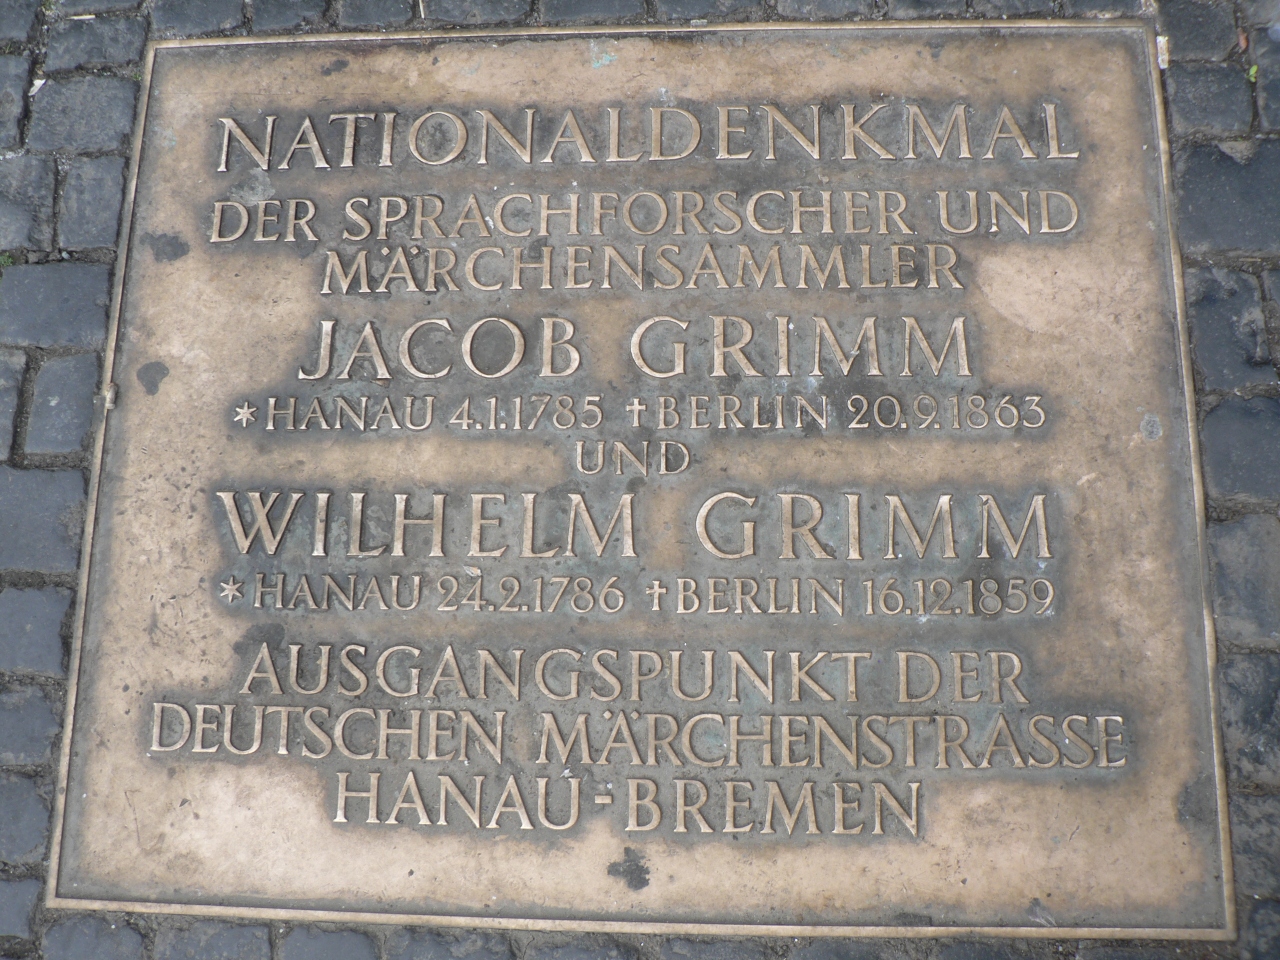 NATIONALDENKMAL
DER SPRACHFORSCHER UND
MÄRCHENSAMMLER
JACOB GRIMM
* HANAU 4.1.1785 † BERLIN 20.9.1863
UND
WILHELM GRIMM
* HANAU 24.2.1786 † BERLIN 16.12.1859
AUSGANGSPUNKT DER
DEUTSCHEN MÄRCHENSTRASSE
HANAU-BREMEN